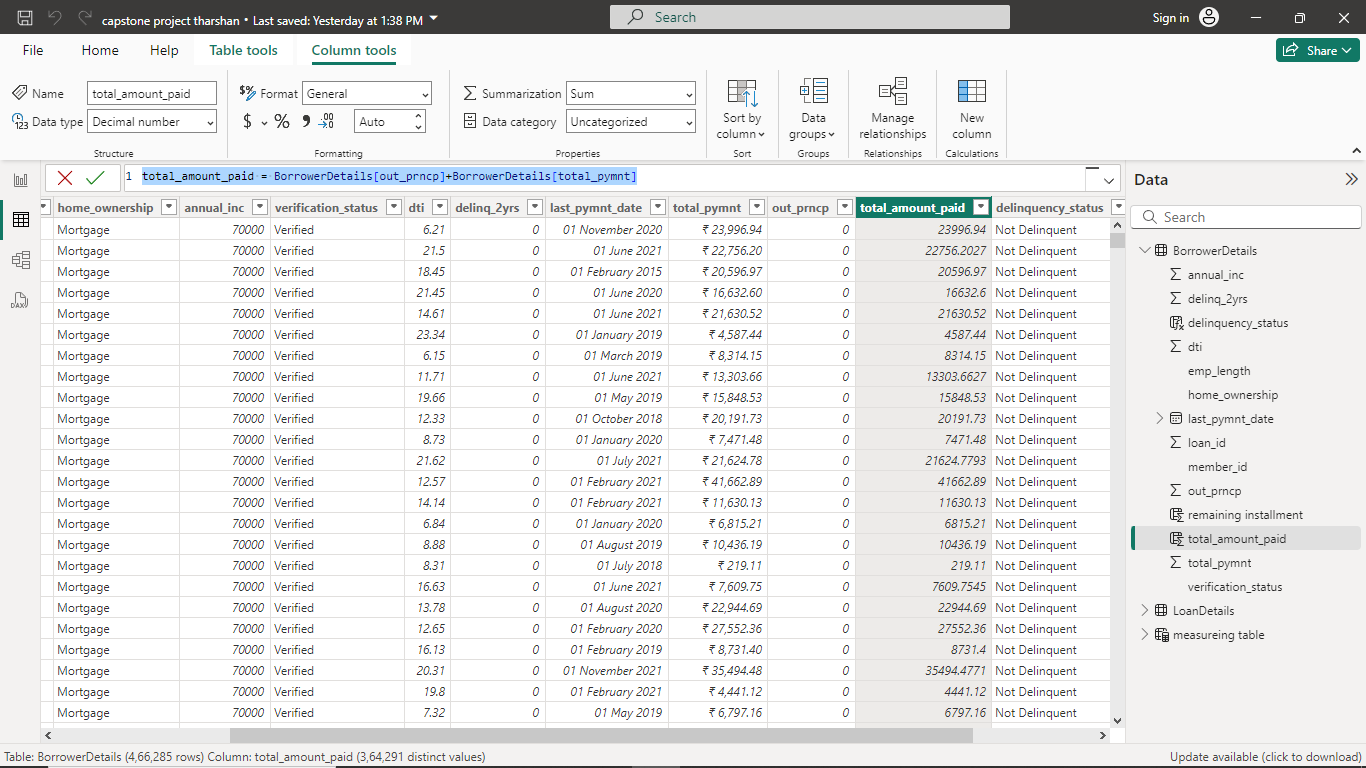 capstone project tharshan • Last saved: Yesterday at 1:38 PM
Search
Sign in
File Home Help Table tools Column tools
Share
Name total_amount_paid
$% Format General
Σ Summarization Sum
Data type Decimal number
$ % 9 .00 Auto
Data category Uncategorized
Sort by column
Data groups
Manage relationships
New column
Structure Formatting Properties Sort Groups Relationships Calculations
1 total_amount_paid = BorrowerDetails[out_prncp]+BorrowerDetails[total_pymnt]
home_ownership annual_inc verification_status dti delinq_2yrs last_pymnt_date total_pymnt out_prncp total_amount_paid delinquency_status
Mortgage 70000 Verified 6.21 0 01 November 2020 ₹ 23,996.94 0 23996.94 Not Delinquent
Mortgage 70000 Verified 21.5 0 01 June 2021 ₹ 22,756.20 0 22756.2027 Not Delinquent
Mortgage 70000 Verified 18.45 0 01 February 2015 ₹ 20,596.97 0 20596.97 Not Delinquent
Mortgage 70000 Verified 21.45 0 01 June 2020 ₹ 16,632.60 0 16632.6 Not Delinquent
Mortgage 70000 Verified 14.61 0 01 June 2021 ₹ 21,630.52 0 21630.52 Not Delinquent
Mortgage 70000 Verified 23.34 0 01 January 2019 ₹ 4,587.44 0 4587.44 Not Delinquent
Mortgage 70000 Verified 6.15 0 01 March 2019 ₹ 8,314.15 0 8314.15 Not Delinquent
Mortgage 70000 Verified 11.71 0 01 June 2021 ₹ 13,303.66 0 13303.6627 Not Delinquent
Mortgage 70000 Verified 19.66 0 01 May 2019 ₹ 15,848.53 0 15848.53 Not Delinquent
Mortgage 70000 Verified 12.33 0 01 October 2018 ₹ 20,191.73 0 20191.73 Not Delinquent
Mortgage 70000 Verified 8.73 0 01 January 2020 ₹ 7,471.48 0 7471.48 Not Delinquent
Mortgage 70000 Verified 21.62 0 01 July 2021 ₹ 21,624.78 0 21624.7793 Not Delinquent
Mortgage 70000 Verified 12.57 0 01 February 2021 ₹ 41,662.89 0 41662.89 Not Delinquent
Mortgage 70000 Verified 14.14 0 01 February 2021 ₹ 11,630.13 0 11630.13 Not Delinquent
Mortgage 70000 Verified 6.84 0 01 January 2020 ₹ 6,815.21 0 6815.21 Not Delinquent
Mortgage 70000 Verified 8.88 0 01 August 2019 ₹ 10,436.19 0 10436.19 Not Delinquent
Mortgage 70000 Verified 8.31 0 01 July 2018 ₹ 219.11 0 219.11 Not Delinquent
Mortgage 70000 Verified 16.63 0 01 June 2021 ₹ 7,609.75 0 7609.7545 Not Delinquent
Mortgage 70000 Verified 13.78 0 01 August 2020 ₹ 22,944.69 0 22944.69 Not Delinquent
Mortgage 70000 Verified 12.65 0 01 February 2020 ₹ 27,552.36 0 27552.36 Not Delinquent
Mortgage 70000 Verified 16.13 0 01 February 2019 ₹ 8,731.40 0 8731.4 Not Delinquent
Mortgage 70000 Verified 20.31 0 01 November 2021 ₹ 35,494.48 0 35494.4771 Not Delinquent
Mortgage 70000 Verified 19.8 0 01 February 2021 ₹ 4,441.12 0 4441.12 Not Delinquent
Mortgage 70000 Verified 7.32 0 01 May 2019 ₹ 6,797.16 0 6797.16 Not Delinquent
Data
Search
BorrowerDetails
Σ annual_inc
Σ delinq_2yrs
delinquency_status
Σ dti
emp_length
home_ownership
last_pymnt_date
Σ loan_id
member_id
Σ out_prncp
remaining installment
total_amount_paid
Σ total_pymnt
verification_status
LoanDetails
measureing table
Table: BorrowerDetails (4,66,285 rows) Column: total_amount_paid (3,64,291 distinct values)
Update available (click to download)